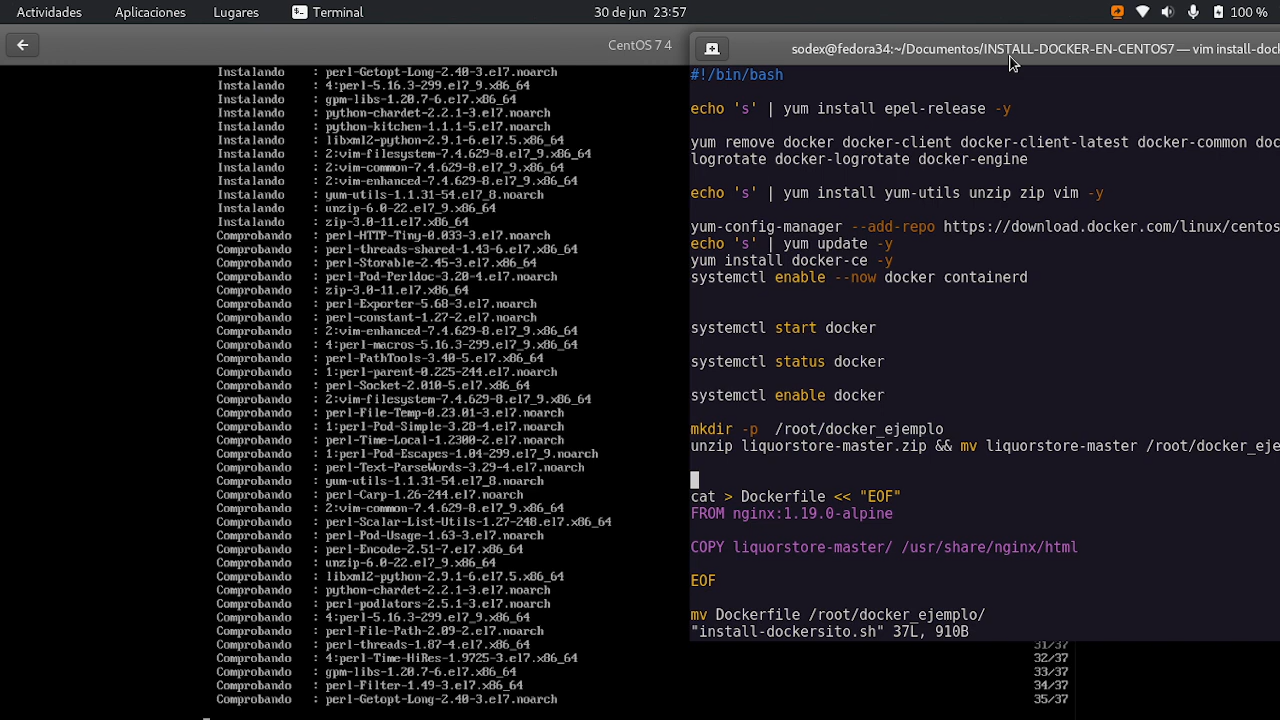 Actividades Aplicaciones Lugares Terminal 30 de jun 23:57 100 %
CentOS 7 4
Instalando : perl-Getopt-Long-2.40-3.el7.noarch
Instalando : 4:perl-5.16.3-299.el7_9.x86_64
Instalando : gpm-libs-1.20.7-6.el7.x86_64
Instalando : python-chardet-2.2.1-3.el7.noarch
Instalando : python-kitchen-1.1.1-5.el7.noarch
Instalando : libxml2-python-2.9.1-6.el7.5.x86_64
Instalando : 2:vim-filesystem-7.4.629-8.el7_9.x86_64
Instalando : 2:vim-common-7.4.629-8.el7_9.x86_64
Instalando : 2:vim-enhanced-7.4.629-8.el7_9.x86_64
Instalando : yum-utils-1.1.31-54.el7_8.noarch
Instalando : unzip-6.0-22.el7_9.x86_64
Instalando : zip-3.0-11.el7.x86_64
Comprobando : perl-HTTP-Tiny-0.033-3.el7.noarch
Comprobando : perl-threads-shared-1.43-6.el7.x86_64
Comprobando : perl-Storable-2.45-3.el7.x86_64
Comprobando : perl-Pod-Perldoc-3.20-4.el7.noarch
Comprobando : zip-3.0-11.el7.x86_64
Comprobando : perl-Exporter-5.68-3.el7.noarch
Comprobando : perl-constant-1.27-2.el7.noarch
Comprobando : 2:vim-enhanced-7.4.629-8.el7_9.x86_64
Comprobando : 4:perl-macros-5.16.3-299.el7_9.x86_64
Comprobando : perl-PathTools-3.40-5.el7.x86_64
Comprobando : 1:perl-parent-0.225-244.el7.noarch
Comprobando : perl-Socket-2.010-5.el7.x86_64
Comprobando : 2:vim-filesystem-7.4.629-8.el7_9.x86_64
Comprobando : perl-File-Temp-0.23.01-3.el7.noarch
Comprobando : 1:perl-Pod-Simple-3.28-4.el7.noarch
Comprobando : perl-Time-Local-1.2300-2.el7.noarch
Comprobando : 1:perl-Pod-Escapes-1.04-299.el7_9.noarch
Comprobando : perl-Text-ParseWords-3.29-4.el7.noarch
Comprobando : yum-utils-1.1.31-54.el7_8.noarch
Comprobando : perl-Carp-1.26-244.el7.noarch
Comprobando : 2:vim-common-7.4.629-8.el7_9.x86_64
Comprobando : perl-Scalar-List-Utils-1.27-248.el7.x86_64
Comprobando : perl-Pod-Usage-1.63-3.el7.noarch
Comprobando : perl-Encode-2.51-7.el7.x86_64
Comprobando : unzip-6.0-22.el7_9.x86_64
Comprobando : libxml2-python-2.9.1-6.el7.5.x86_64
Comprobando : python-chardet-2.2.1-3.el7.noarch
Comprobando : perl-podlators-2.5.1-3.el7.noarch
Comprobando : 4:perl-5.16.3-299.el7_9.x86_64
Comprobando : perl-File-Path-2.09-2.el7.noarch
Comprobando : perl-threads-1.87-4.el7.x86_64 31/37
Comprobando : 4:perl-Time-HiRes-1.9725-3.el7.x86_64 32/37
Comprobando : gpm-libs-1.20.7-6.el7.x86_64 33/37
Comprobando : perl-Filter-1.49-3.el7.x86_64 34/37
Comprobando : perl-Getopt-Long-2.40-3.el7.noarch 35/37
sodex@fedora34:~/Documentos/INSTALL-DOCKER-EN-CENTOS7 — vim install-doc
#!/bin/bash
echo 's' | yum install epel-release -y
yum remove docker docker-client docker-client-latest docker-common doc
logrotate docker-logrotate docker-engine
echo 's' | yum install yum-utils unzip zip vim -y
yum-config-manager --add-repo https://download.docker.com/linux/centos
echo 's' | yum update -y
yum install docker-ce -y
systemctl enable --now docker containerd
systemctl start docker
systemctl status docker
systemctl enable docker
mkdir -p /root/docker_ejemplo
unzip liquorstore-master.zip && mv liquorstore-master /root/docker_eje
cat > Dockerfile << "EOF"
FROM nginx:1.19.0-alpine
COPY liquorstore-master/ /usr/share/nginx/html
EOF
mv Dockerfile /root/docker_ejemplo/
"install-dockersito.sh" 37L, 910B